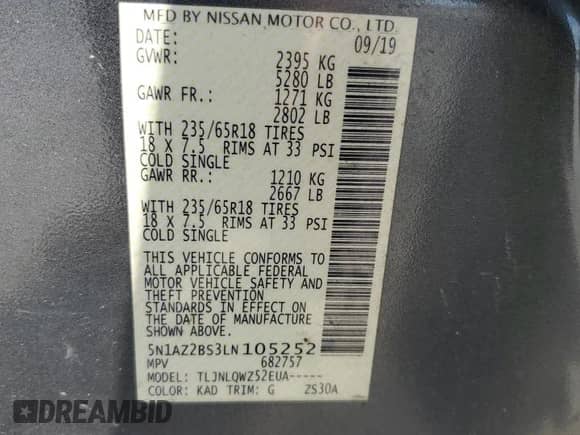 MFD BY NISSAN MOTOR CO., LTD.
DATE: 09/19
GVWR: 2395 KG
5280 LB
GAWR FR.: 1271 KG
2802 LB
WITH 235/65R18 TIRES
18 X 7.5 RIMS AT 33 PSI
COLD SINGLE
GAWR RR.: 1210 KG
2667 LB
WITH 235/65R18 TIRES
18 X 7.5 RIMS AT 33 PSI
COLD SINGLE
THIS VEHICLE CONFORMS TO
ALL APPLICABLE FEDERAL
MOTOR VEHICLE SAFETY AND
THEFT PREVENTION
STANDARDS IN EFFECT ON
THE DATE OF MANUFACTURE
SHOWN ABOVE.
5N1AZ2BS3LN105252
MPV 682757
MODEL: TLJNLQWZ52EUA-----
COLOR: KAD TRIM: G ZS30A
DREAMBID